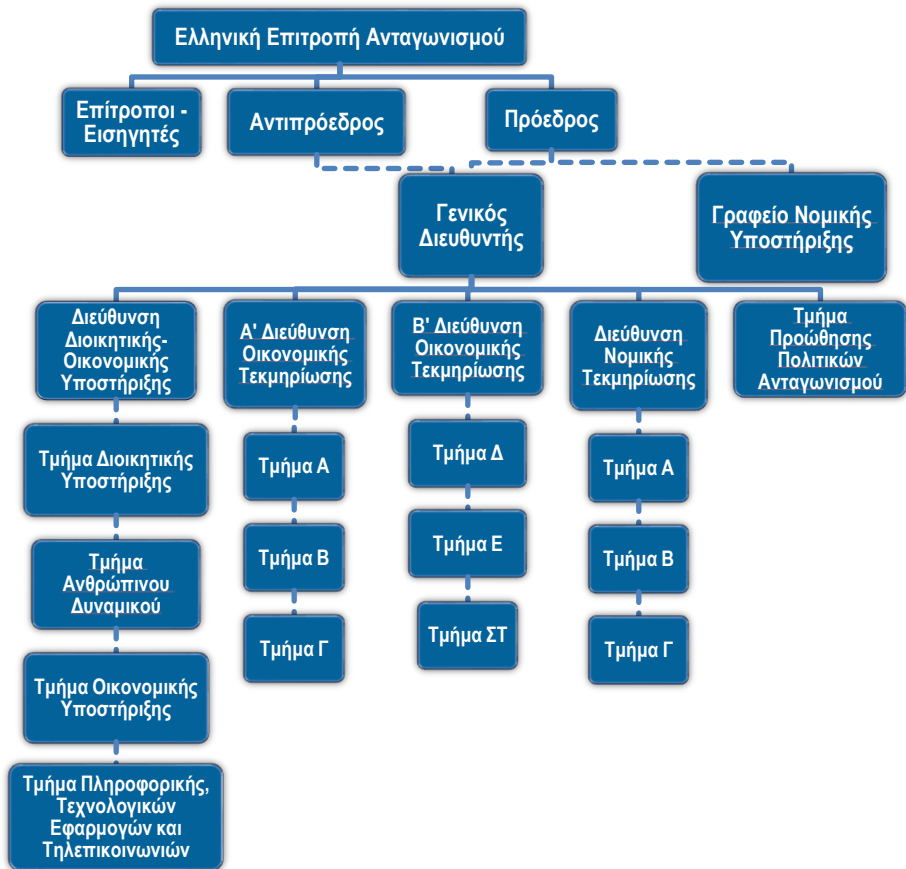 Ελληνική Επιτροπή Ανταγωνισμού
Επίτροποι -
Εισηγητές
Αντιπρόεδρος
Πρόεδρος
Γενικός
Διευθυντής
Γραφείο Νομικής
Υποστήριξης
Διεύθυνση
Διοικητικής-
Οικονομικής
Υποστήριξης
Α' Διεύθυνση
Οικονομικής
Τεκμηρίωσης
Β' Διεύθυνση
Οικονομικής
Τεκμηρίωσης
Διεύθυνση
Νομικής
Τεκμηρίωσης
Τμήμα
Προώθησης
Πολιτικών
Ανταγωνισμού
Τμήμα Διοικητικής
Υποστήριξης
Τμήμα
Ανθρώπινου
Δυναμικού
Τμήμα Οικονομικής
Υποστήριξης
Τμήμα Πληροφορικής,
Τεχνολογικών
Εφαρμογών και
Τηλεπικοινωνιών
Τμήμα Α
Τμήμα Β
Τμήμα Γ
Τμήμα Δ
Τμήμα Ε
Τμήμα ΣΤ
Τμήμα Α
Τμήμα Β
Τμήμα Γ